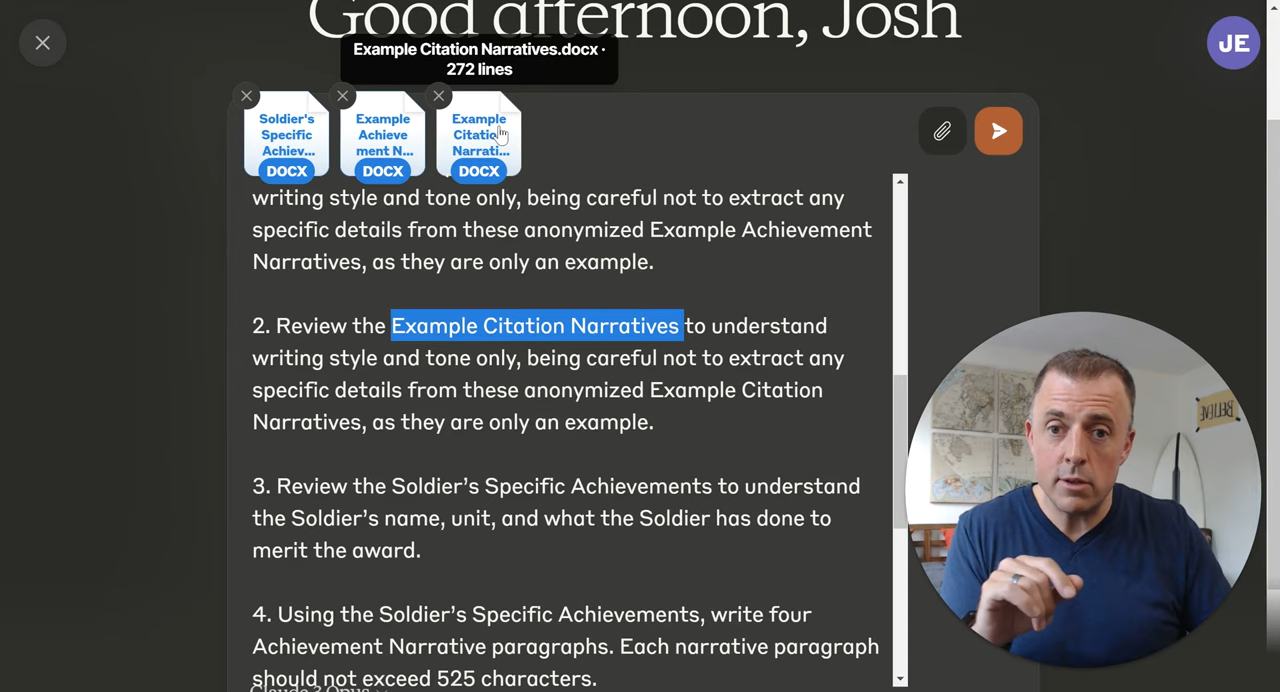 Good afternoon, Josh
JE
Example Citation Narratives.docx ·
272 lines
Soldier's
Specific
Achiev...
DOCX
Example
Achieve
ment N...
DOCX
Example
Citatio
Narrati...
DOCX
writing style and tone only, being careful not to extract any
specific details from these anonymized Example Achievement
Narratives, as they are only an example.
2. Review the Example Citation Narratives to understand
writing style and tone only, being careful not to extract any
specific details from these anonymized Example Citation
Narratives, as they are only an example.
3. Review the Soldier’s Specific Achievements to understand
the Soldier’s name, unit, and what the Soldier has done to
merit the award.
4. Using the Soldier’s Specific Achievements, write four
Achievement Narrative paragraphs. Each narrative paragraph
should not exceed 525 characters.
Claude 3 Opus
BELIEVE